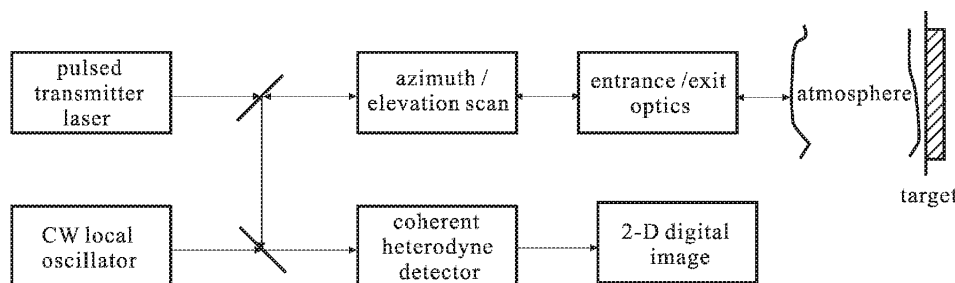 pulsed
transmitter
laser
azimuth /
elevation scan
entrance /exit
optics
atmosphere
target
CW local
oscillator
coherent
heterodyne
detector
2-D digital
image